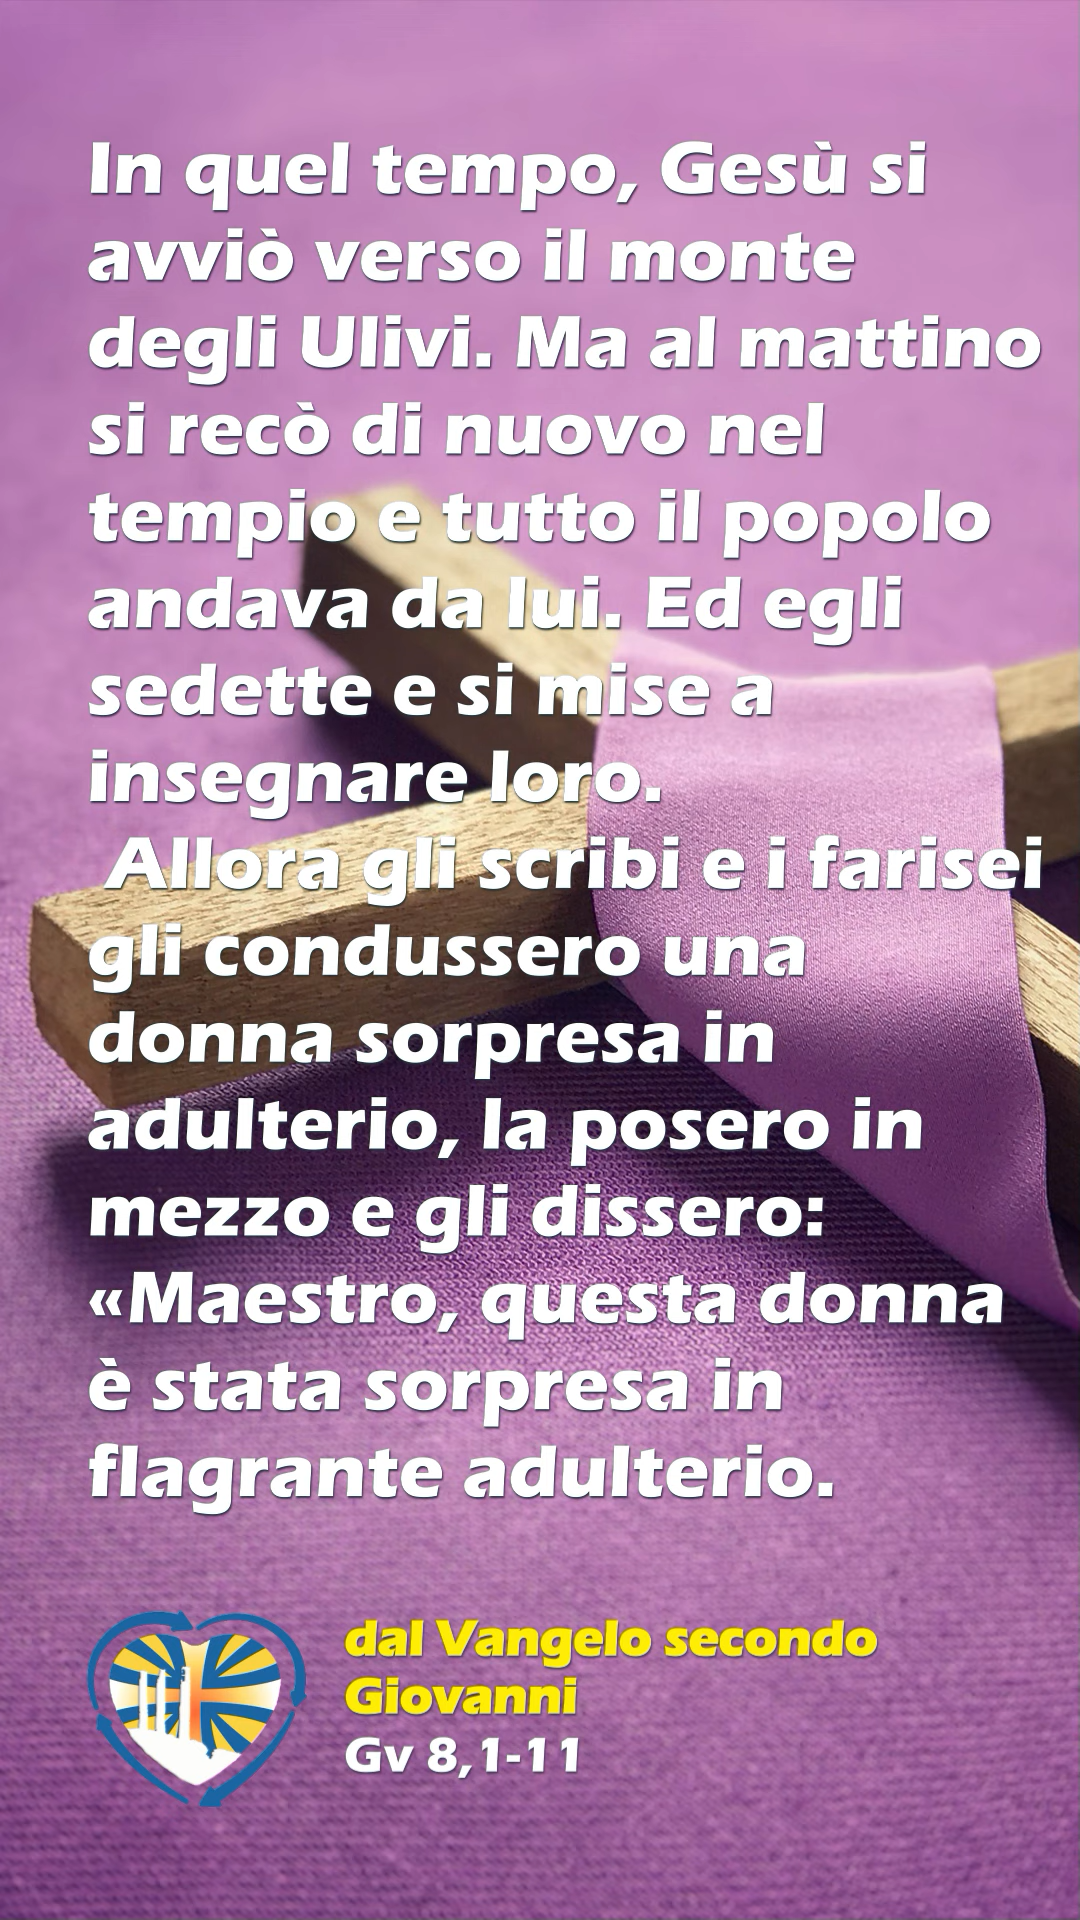 In quel tempo, Gesù si
avviò verso il monte
degli Ulivi. Ma al mattino
si recò di nuovo nel
tempio e tutto il popolo
andava da lui. Ed egli
sedette e si mise a
insegnare loro.
Allora gli scribi e i farisei
gli condussero una
donna sorpresa in
adulterio, la posero in
mezzo e gli dissero:
«Maestro, questa donna
è stata sorpresa in
flagrante adulterio.
dal Vangelo secondo
Giovanni
Gv 8,1-11